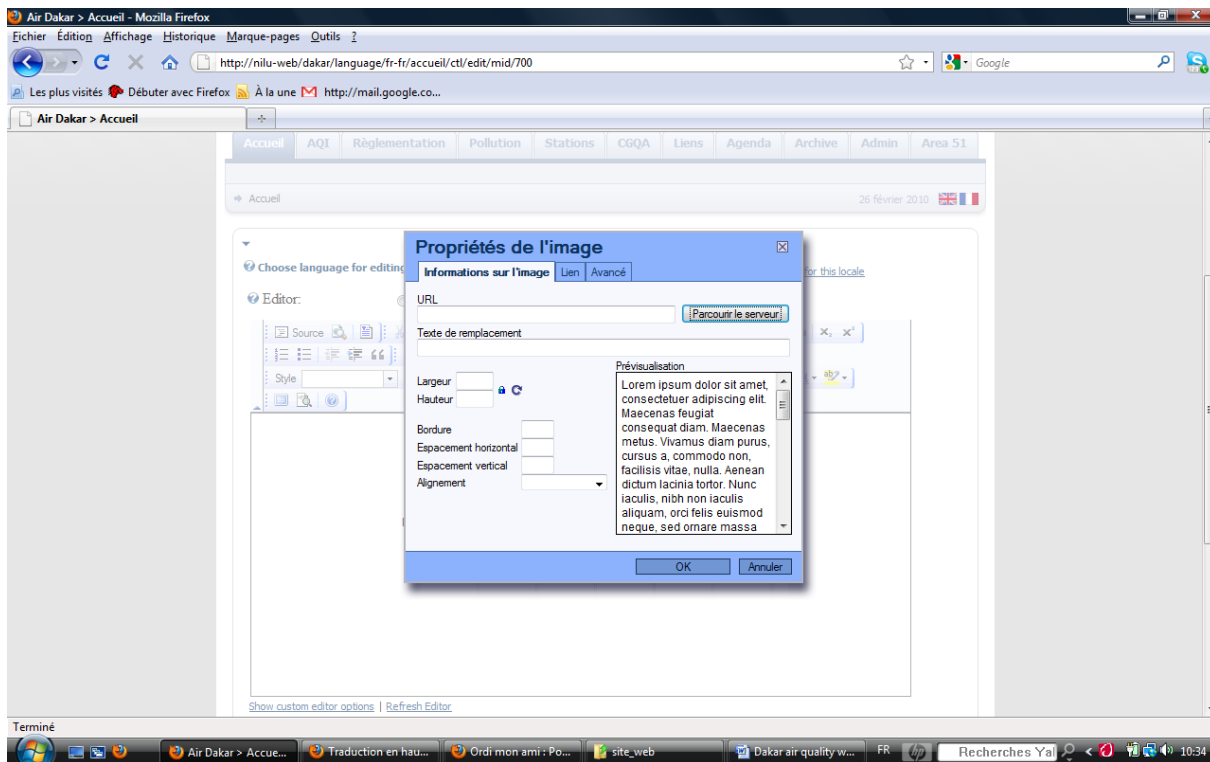 Air Dakar > Accueil - Mozilla Firefox
Fichier Édition Affichage Historique Marque-pages Outils ?
http://nilu-web/dakar/language/fr-fr/accueil/ctl/edit/mid/700
Google
Les plus visités Débuter avec Firefox À la une http://mail.google.co...
Air Dakar > Accueil
Accueil AQI Règlementation Pollution Stations CGQA Liens Agenda Archive Admin Area 51
Accueil 26 février 2010
Propriétés de l'image
Choose language for editing for this locale
Informations sur l'image Lien Avancé
Editor:
URL
Parcourir le serveur
Source
Texte de remplacement
Prévisualisation
Style
Largeur
Hauteur
Bordure
Espacement horizontal
Espacement vertical
Alignement
Lorem ipsum dolor sit amet,
consectetuer adipiscing elit.
Maecenas feugiat
consequat diam. Maecenas
metus. Vivamus diam purus,
cursus a, commodo non,
facilisis vitae, nulla. Aenean
dictum lacinia tortor. Nunc
iaculis, nibh non iaculis
aliquam, orci felis euismod
neque, sed ornare massa
OK Annuler
Show custom editor options | Refresh Editor
Terminé
Air Dakar > Accue... Traduction en hau... Ordi mon ami : Po... site_web Dakar air quality w... FR hp Recherches Yal 10:34